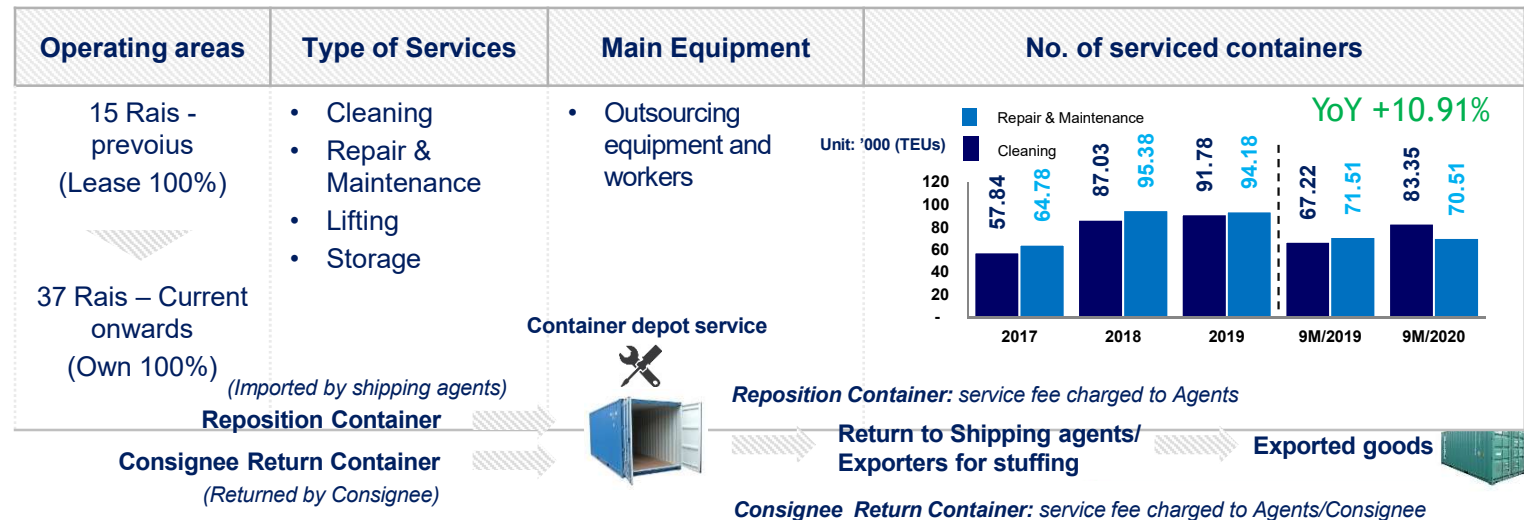 Operating areas
Type of Services
Main Equipment
No. of serviced containers
15 Rais -
prevoius
(Lease 100%)
37 Rais – Current
onwards
(Own 100%)
• Cleaning
• Repair &
Maintenance
• Lifting
• Storage
• Outsourcing
equipment and
workers
YoY +10.91%
Repair & Maintenance
Unit: ’000 (TEUs)
Cleaning
120
100
80
60
40
20
-
57.84
64.78
87.03
95.38
91.78
94.18
67.22
71.51
83.35
70.51
2017
2018
2019
9M/2019
9M/2020
Container depot service
(Imported by shipping agents)
Reposition Container
Consignee Return Container
(Returned by Consignee)
Reposition Container: service fee charged to Agents
Return to Shipping agents/
Exporters for stuffing
Exported goods
Consignee Return Container: service fee charged to Agents/Consignee